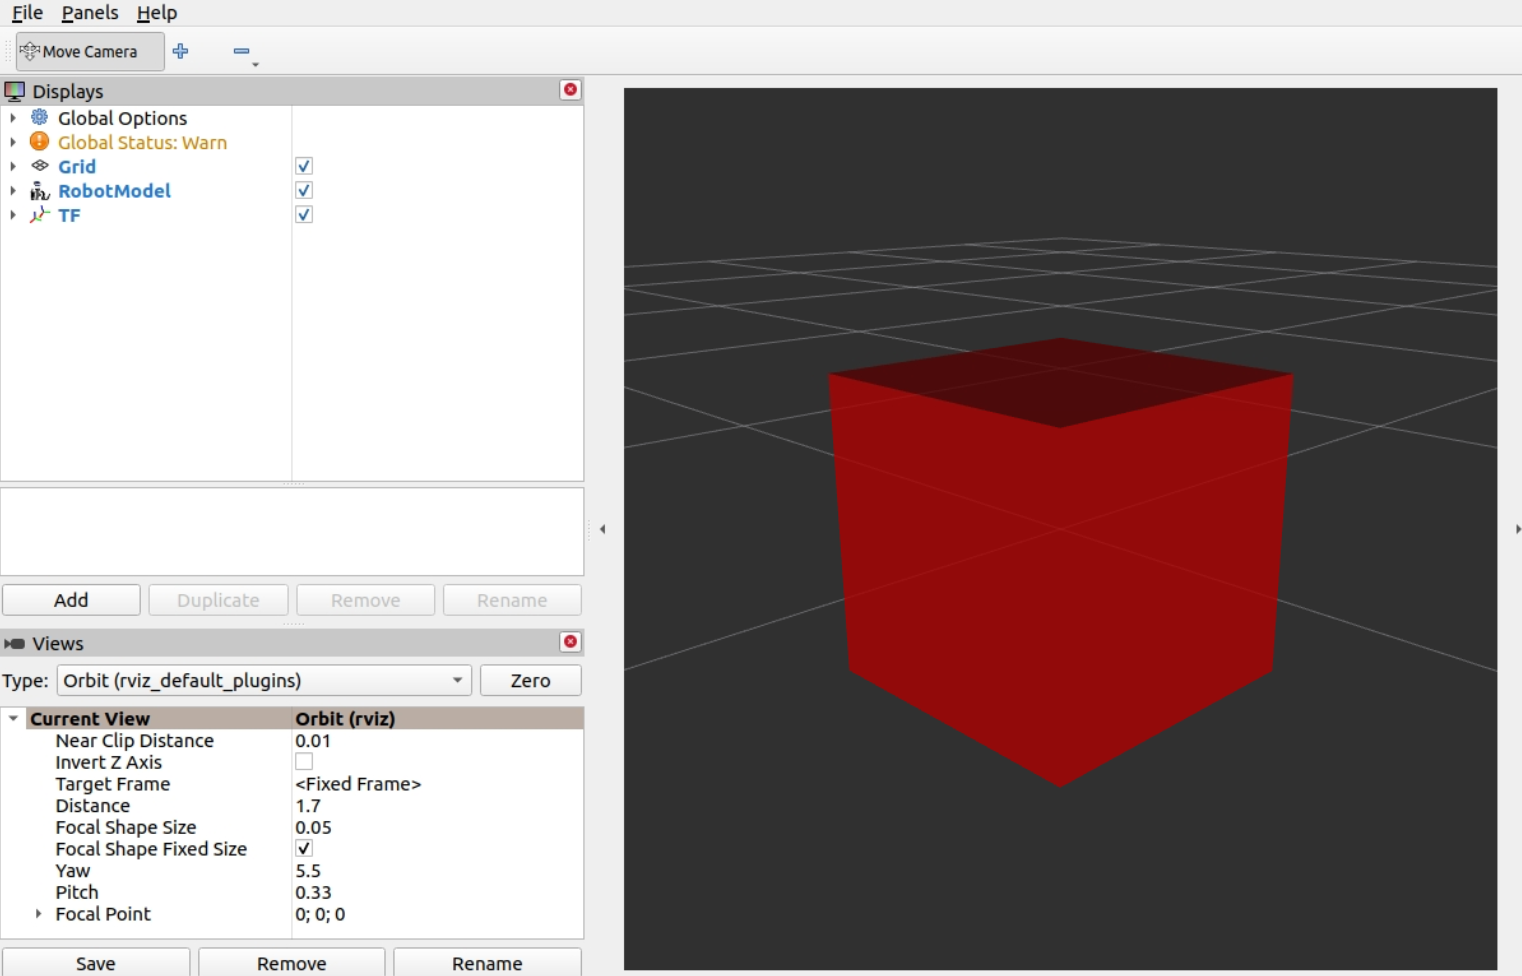 File Panels Help
Move Camera
Displays
Global Options
Global Status: Warn
Grid
RobotModel
TF
Add Duplicate Remove Rename
Views
Type: Orbit (rviz_default_plugins) Zero
Current View Orbit (rviz)
Near Clip Distance 0.01
Invert Z Axis
Target Frame <Fixed Frame>
Distance 1.7
Focal Shape Size 0.05
Focal Shape Fixed Size
Yaw 5.5
Pitch 0.33
Focal Point 0; 0; 0
Save Remove Rename